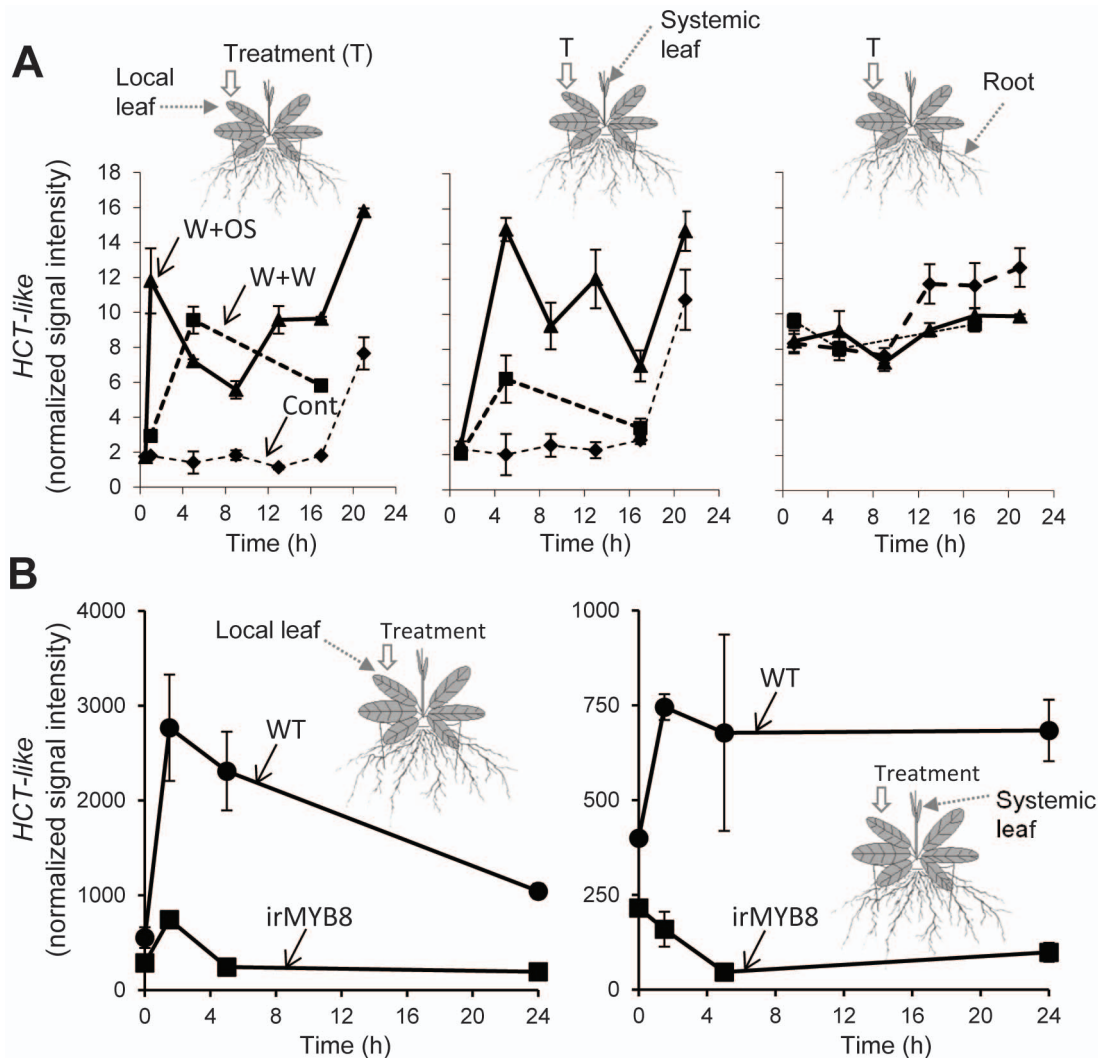 A
Treatment (T)
Local
leaf
T
Systemic
leaf
T
Root
HCT-like
(normalized signal intensity)
18
16
14
12
10
8
6
4
2
0
W+OS
W+W
Cont
0 4 8 12 16 20 24
Time (h)
0 4 8 12 16 20 24
Time (h)
0 4 8 12 16 20 24
Time (h)
B
HCT-like
(normalized signal intensity)
4000
3000
2000
1000
0
Local leaf
Treatment
WT
irMYB8
0 4 8 12 16 20 24
Time (h)
1000
750
500
250
0
WT
Treatment
Systemic
leaf
irMYB8
0 4 8 12 16 20 24
Time (h)